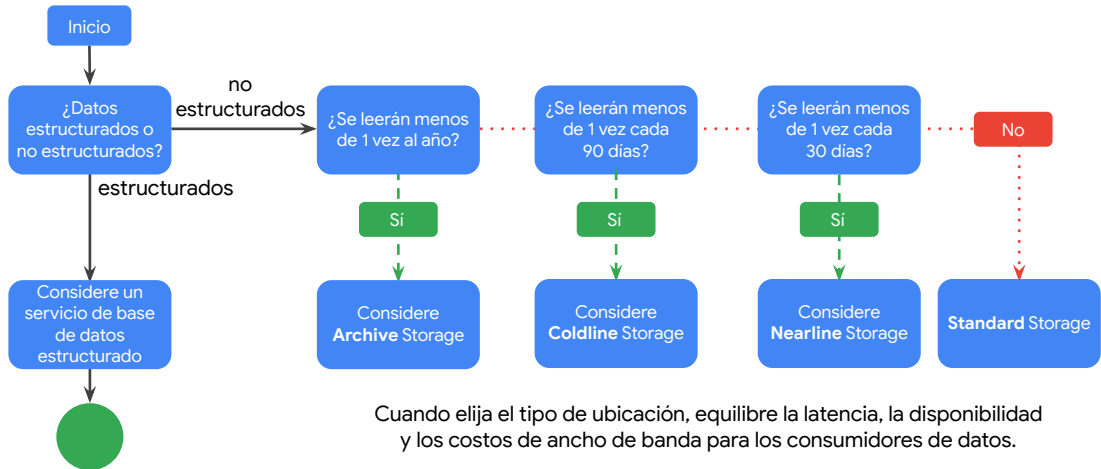 Inicio
¿Datos
estructurados o
no estructurados?
no
estructurados
¿Se leerán menos
de 1 vez al año?
¿Se leerán menos
de 1 vez cada
90 días?
¿Se leerán menos
de 1 vez cada
30 días?
No
estructurados
Sí
Sí
Sí
Considere un
servicio de base
de datos
estructurado
Considere
Archive Storage
Considere
Coldline Storage
Considere
Nearline Storage
Standard Storage
Cuando elija el tipo de ubicación, equilibre la latencia, la disponibilidad
y los costos de ancho de banda para los consumidores de datos.